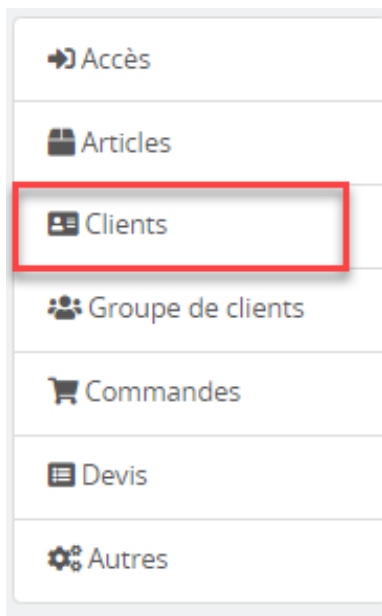 Accès
Articles
Clients
Groupe de clients
Commandes
Devis
Autres